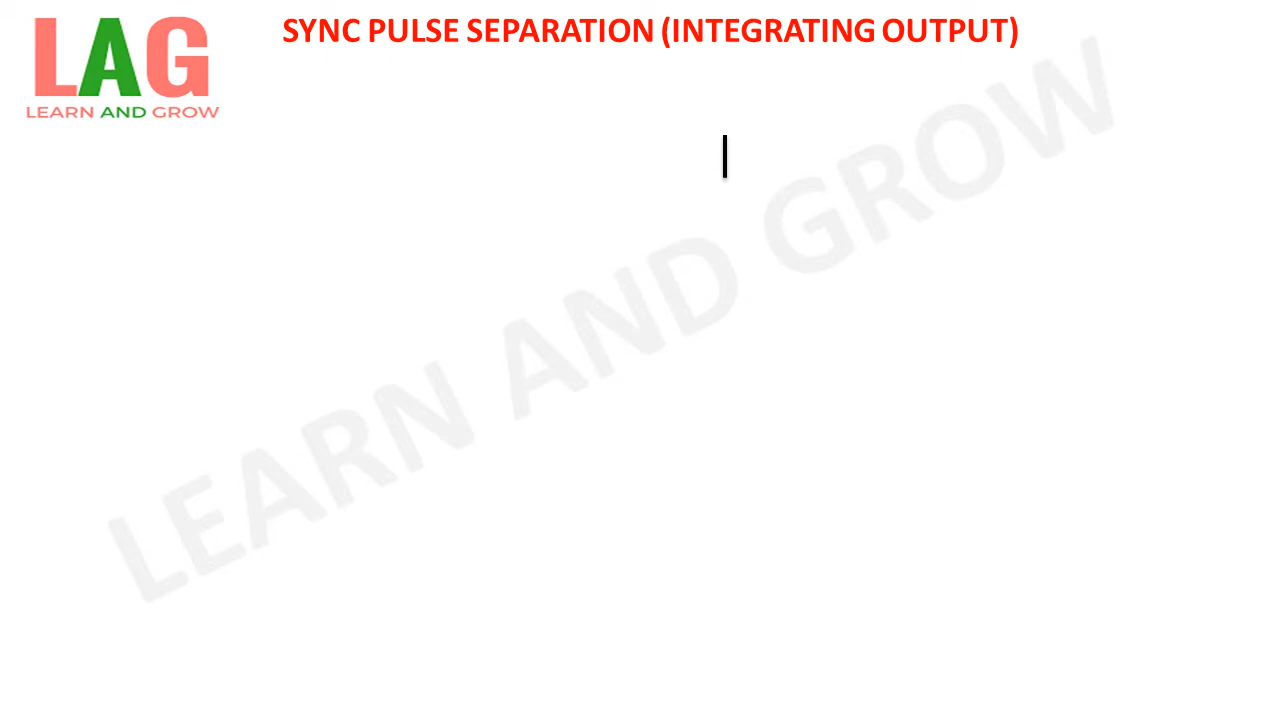 SYNC PULSE SEPARATION (INTEGRATING OUTPUT)
LAG
LEARN AND GROW
LEARN AND GROW